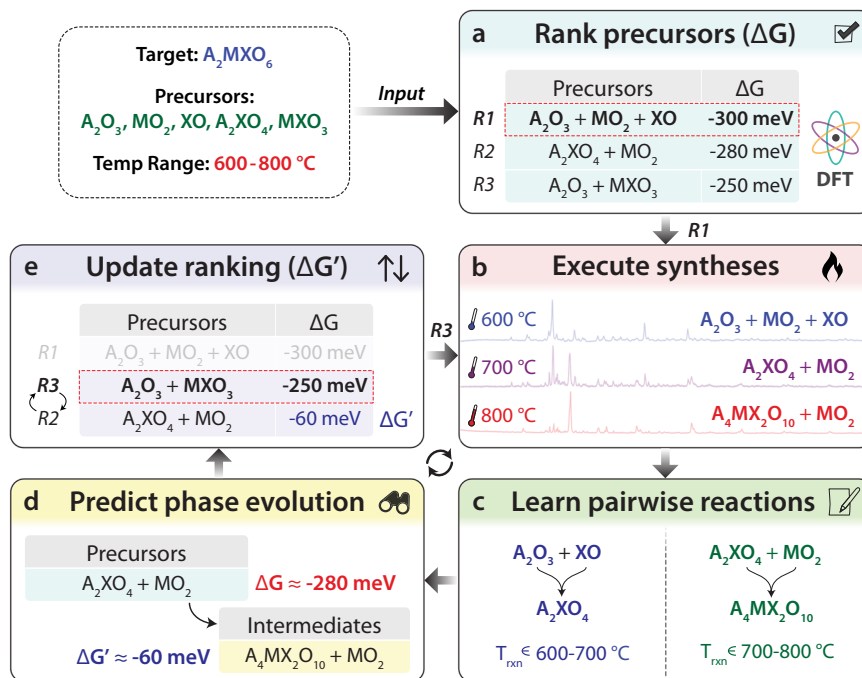 Target: A₂MXO₆
Precursors:
A₂O₃, MO₂, XO, A₂XO₄, MXO₃
Temp Range: 600-800 °C
Input
a Rank precursors (ΔG)
Precursors ΔG
R1 A₂O₃ + MO₂ + XO -300 meV
R2 A₂XO₄ + MO₂ -280 meV
R3 A₂O₃ + MXO₃ -250 meV
DFT
R1
e Update ranking (ΔG′)
Precursors ΔG
R1 A₂O₃ + MO₂ + XO -300 meV
R3 A₂O₃ + MXO₃ -250 meV
R2 A₂XO₄ + MO₂ -60 meV ΔG′
R3
b Execute syntheses
600 °C A₂O₃ + MO₂ + XO
700 °C A₂XO₄ + MO₂
800 °C A₄MX₂O₁₀ + MO₂
d Predict phase evolution
Precursors
A₂XO₄ + MO₂ ΔG ≈ -280 meV
Intermediates
ΔG′ ≈ -60 meV A₄MX₂O₁₀ + MO₂
c Learn pairwise reactions
A₂O₃ + XO
A₂XO₄
Tᵣₓₙ ∈ 600-700 °C
A₂XO₄ + MO₂
A₄MX₂O₁₀
Tᵣₓₙ ∈ 700-800 °C